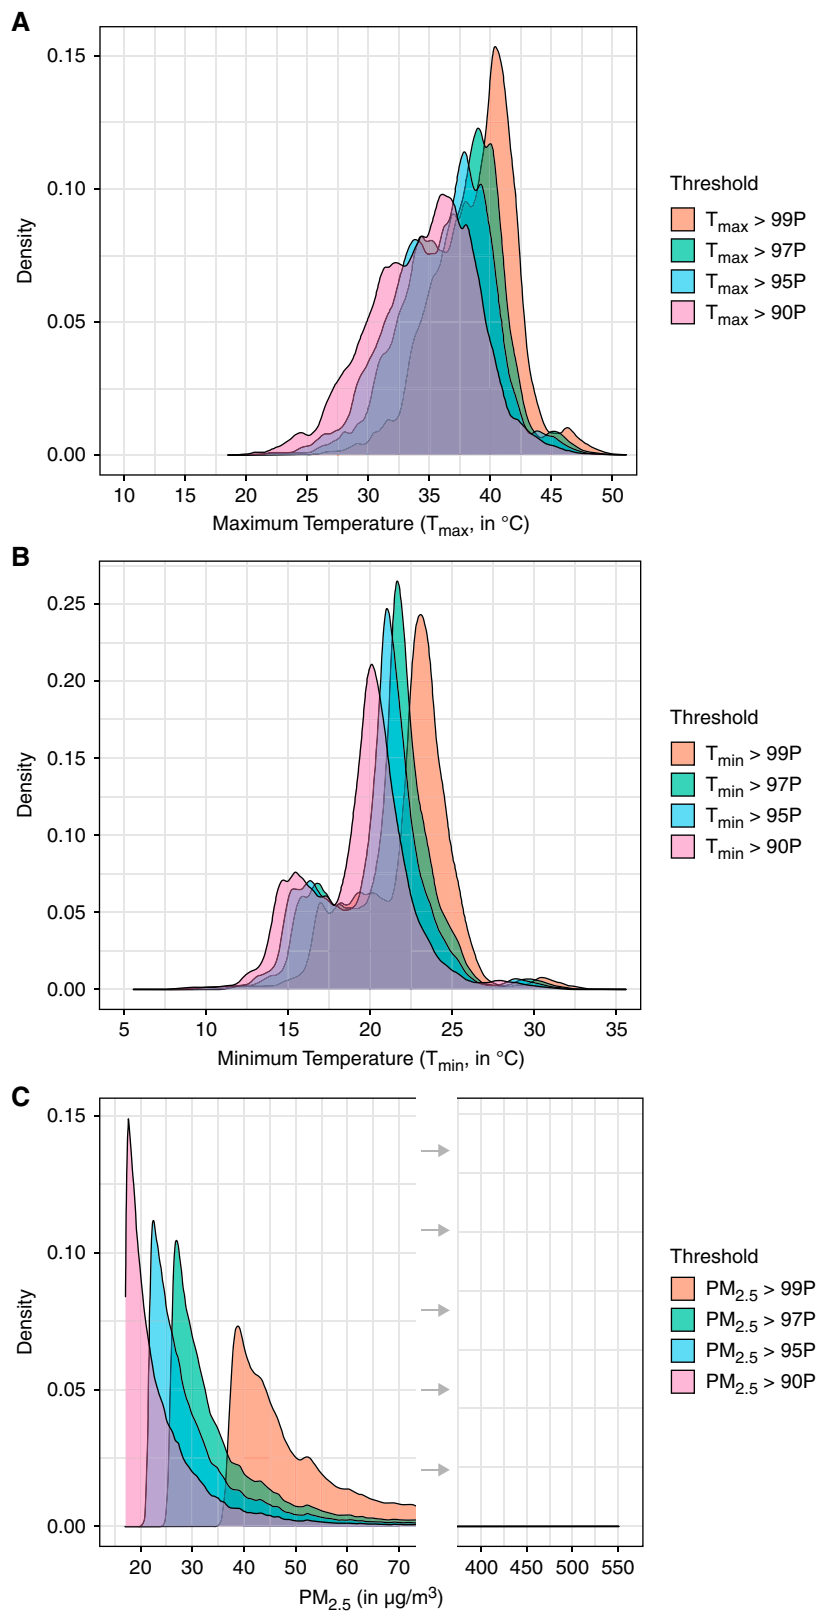 A
0.15
0.10
0.05
0.00
Density
10 15 20 25 30 35 40 45 50
Maximum Temperature (Tmax, in °C)
Threshold
Tmax > 99P
Tmax > 97P
Tmax > 95P
Tmax > 90P
B
0.25
0.20
0.15
0.10
0.05
0.00
Density
5 10 15 20 25 30 35
Minimum Temperature (Tmin, in °C)
Threshold
Tmin > 99P
Tmin > 97P
Tmin > 95P
Tmin > 90P
C
0.15
0.10
0.05
0.00
Density
20 30 40 50 60 70 400 450 500 550
PM2.5 (in μg/m³)
Threshold
PM2.5 > 99P
PM2.5 > 97P
PM2.5 > 95P
PM2.5 > 90P